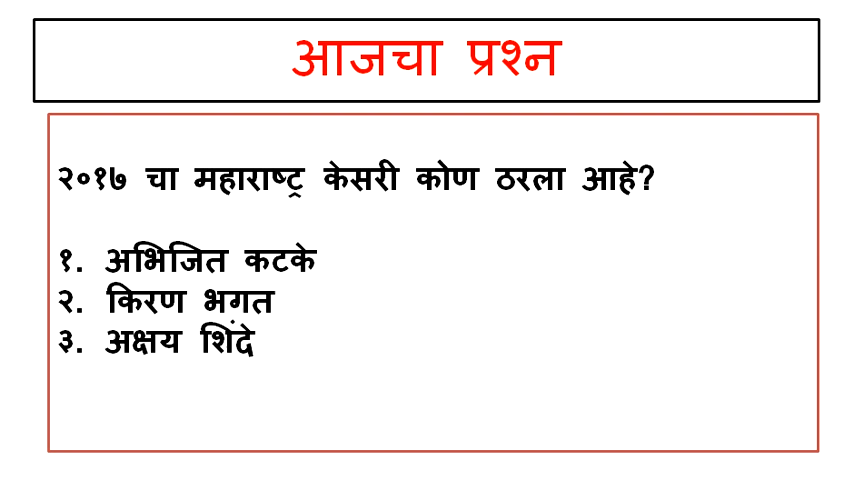 आजचा प्रश्न
२०१७ चा महाराष्ट्र केसरी कोण ठरला आहे?
१. अभिजित कटके
२. किरण भगत
३. अक्षय शिंदे